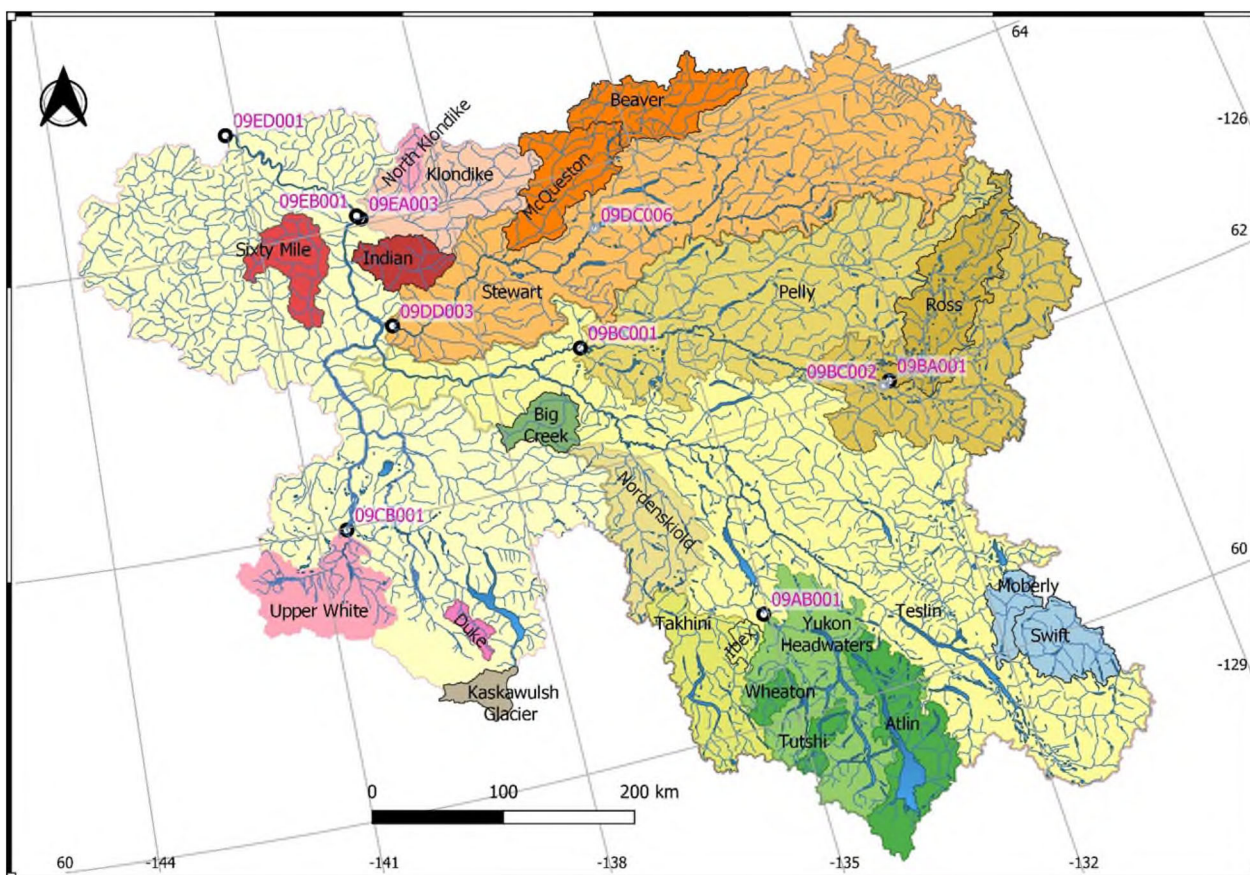 64
-126
Beaver
09ED001
North Klondike
Klondike
McQueston
09EB001
09EA003
09DC006
62
Sixty Mile
Indian
Stewart
Pelly
Ross
09DD003
09BC001
09BC002
09BA001
Big
Creek
Nordenskiold
09CB001
60
Moberly
Upper White
Duke
09AB001
Takhini
Ibex
Yukon
Headwaters
Teslin
Swift
-129
Kaskawulsh
Glacier
Wheaton
Atlin
Tutshi
0
100
200 km
60
-144
-141
-138
-135
-132